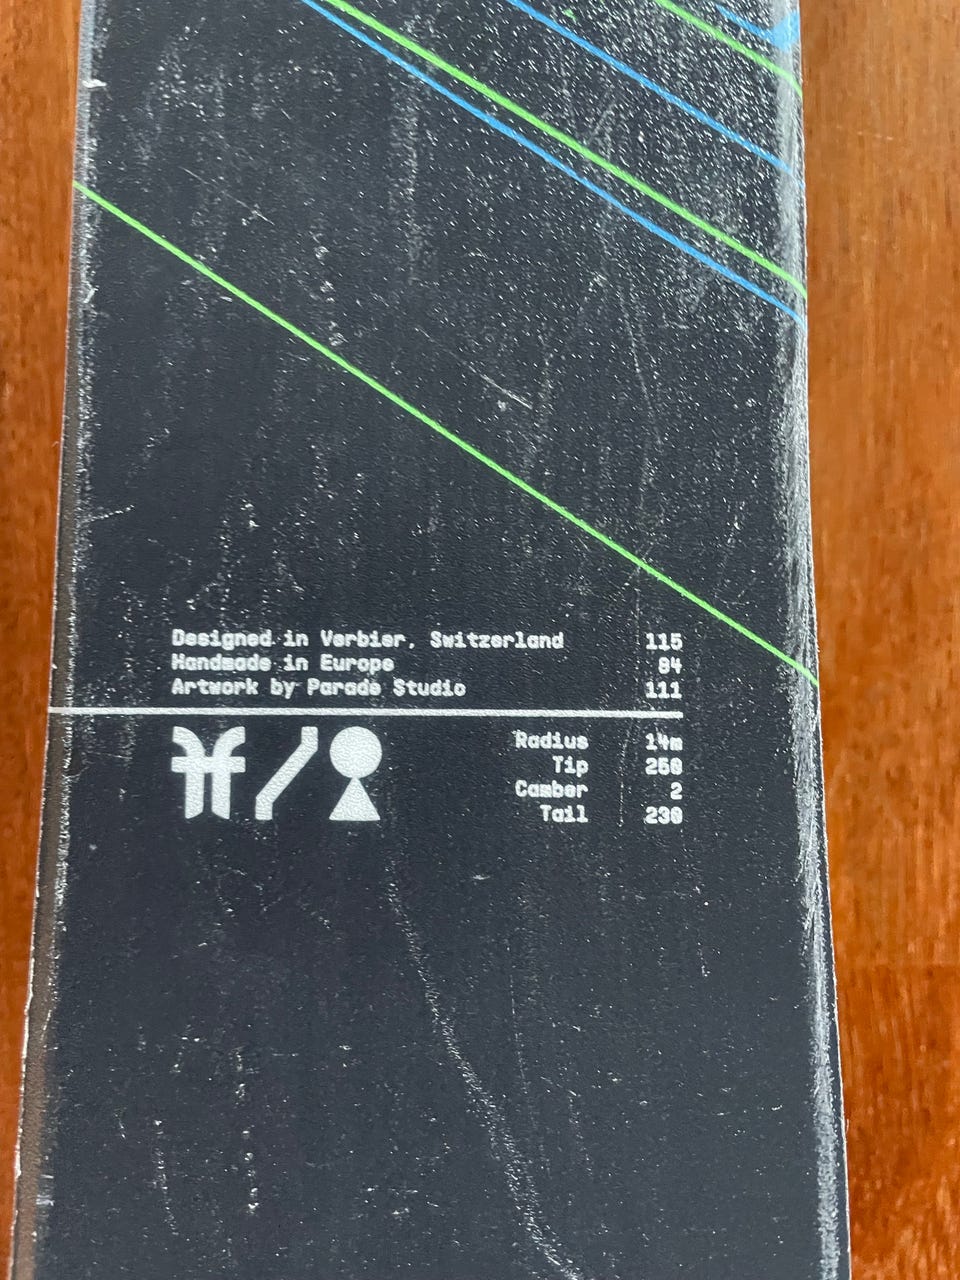 Designed in Verbier, Switzerland 115
Handmade in Europe 84
Artwork by Parade Studio 111
Radius 14m
Tip 260
Camber 2
Tail 230